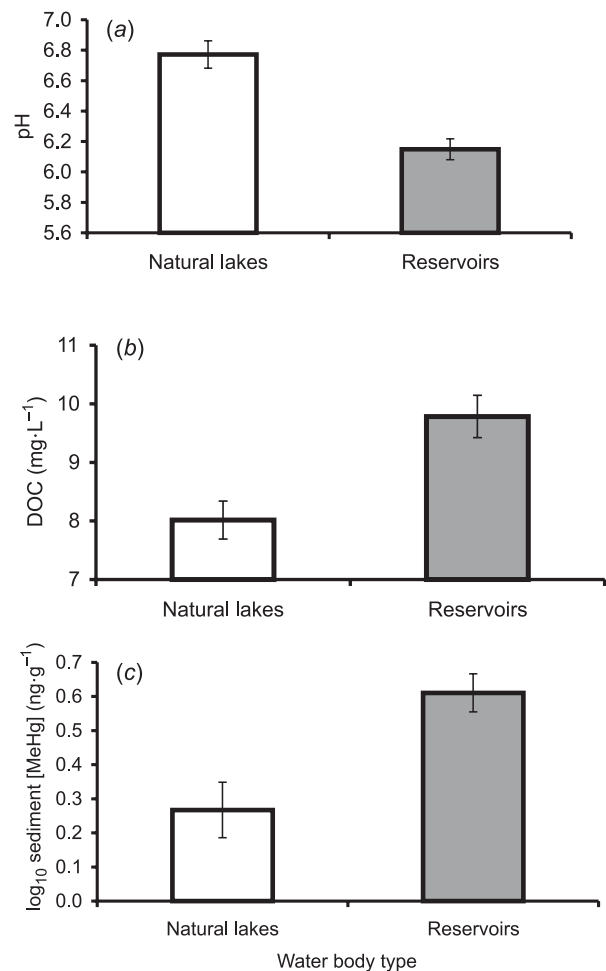 (a)
pH
7.0
6.8
6.6
6.4
6.2
6.0
5.8
5.6
Natural lakes Reservoirs
(b)
DOC (mg·L⁻¹)
11
10
9
8
7
Natural lakes Reservoirs
(c)
log₁₀ sediment [MeHg] (ng·g⁻¹)
0.7
0.6
0.5
0.4
0.3
0.2
0.1
0.0
Natural lakes Reservoirs
Water body type